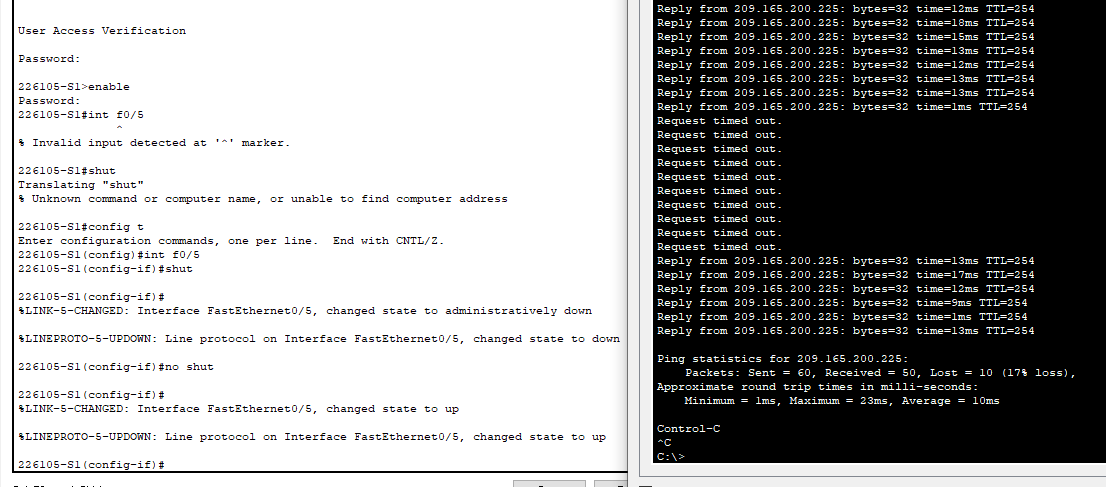 User Access Verification
Password:
226105-S1>enable
Password:
226105-S1#int f0/5
^
% Invalid input detected at '^' marker.
226105-S1#shut
Translating "shut"
% Unknown command or computer name, or unable to find computer address
226105-S1#config t
Enter configuration commands, one per line.  End with CNTL/Z.
226105-S1(config)#int f0/5
226105-S1(config-if)#shut
226105-S1(config-if)#
%LINK-5-CHANGED: Interface FastEthernet0/5, changed state to administratively down
%LINEPROTO-5-UPDOWN: Line protocol on Interface FastEthernet0/5, changed state to down
226105-S1(config-if)#no shut
226105-S1(config-if)#
%LINK-5-CHANGED: Interface FastEthernet0/5, changed state to up
%LINEPROTO-5-UPDOWN: Line protocol on Interface FastEthernet0/5, changed state to up
226105-S1(config-if)#
Reply from 209.165.200.225: bytes=32 time=12ms TTL=254
Reply from 209.165.200.225: bytes=32 time=18ms TTL=254
Reply from 209.165.200.225: bytes=32 time=15ms TTL=254
Reply from 209.165.200.225: bytes=32 time=13ms TTL=254
Reply from 209.165.200.225: bytes=32 time=12ms TTL=254
Reply from 209.165.200.225: bytes=32 time=13ms TTL=254
Reply from 209.165.200.225: bytes=32 time=13ms TTL=254
Reply from 209.165.200.225: bytes=32 time=1ms TTL=254
Request timed out.
Request timed out.
Request timed out.
Request timed out.
Request timed out.
Request timed out.
Request timed out.
Request timed out.
Request timed out.
Request timed out.
Reply from 209.165.200.225: bytes=32 time=13ms TTL=254
Reply from 209.165.200.225: bytes=32 time=17ms TTL=254
Reply from 209.165.200.225: bytes=32 time=12ms TTL=254
Reply from 209.165.200.225: bytes=32 time=9ms TTL=254
Reply from 209.165.200.225: bytes=32 time=1ms TTL=254
Reply from 209.165.200.225: bytes=32 time=13ms TTL=254
Ping statistics for 209.165.200.225:
Packets: Sent = 60, Received = 50, Lost = 10 (17% loss),
Approximate round trip times in milli-seconds:
Minimum = 1ms, Maximum = 23ms, Average = 10ms
Control-C
^C
C:\>